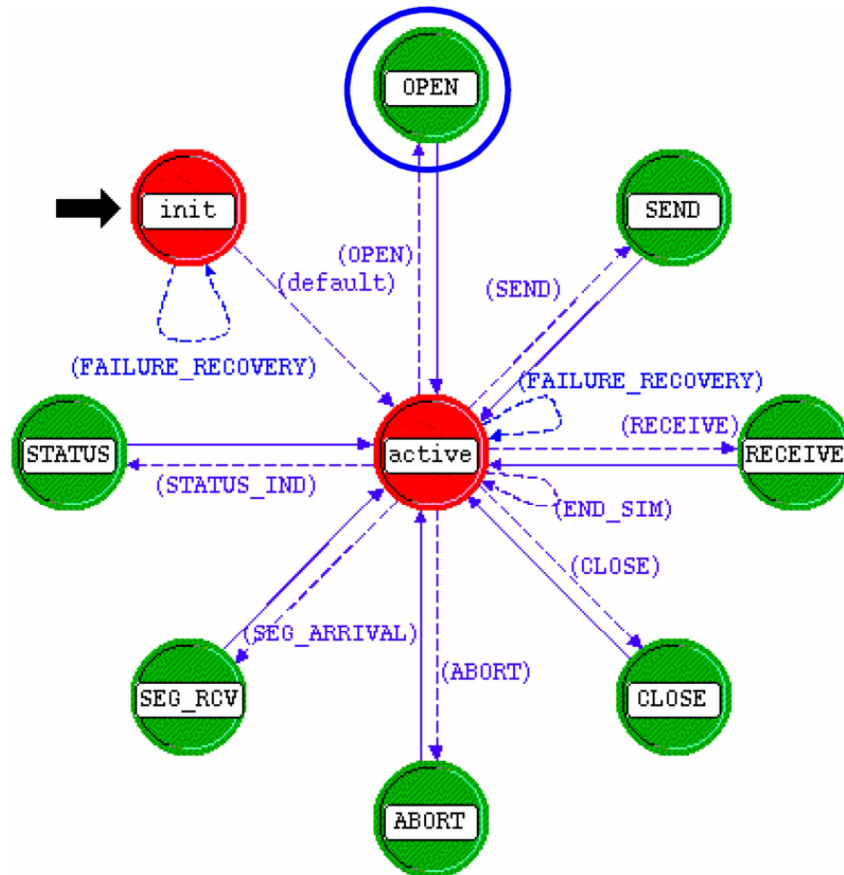 OPEN
init
SEND
(OPEN)
(default)
(SEND)
(FAILURE_RECOVERY)
(FAILURE_RECOVERY)
(RECEIVE)
STATUS
active
RECEIVE
(STATUS_IND)
(END_SIM)
(CLOSE)
(SEG_ARRIVAL)
(ABORT)
SEG_RCV
CLOSE
ABORT